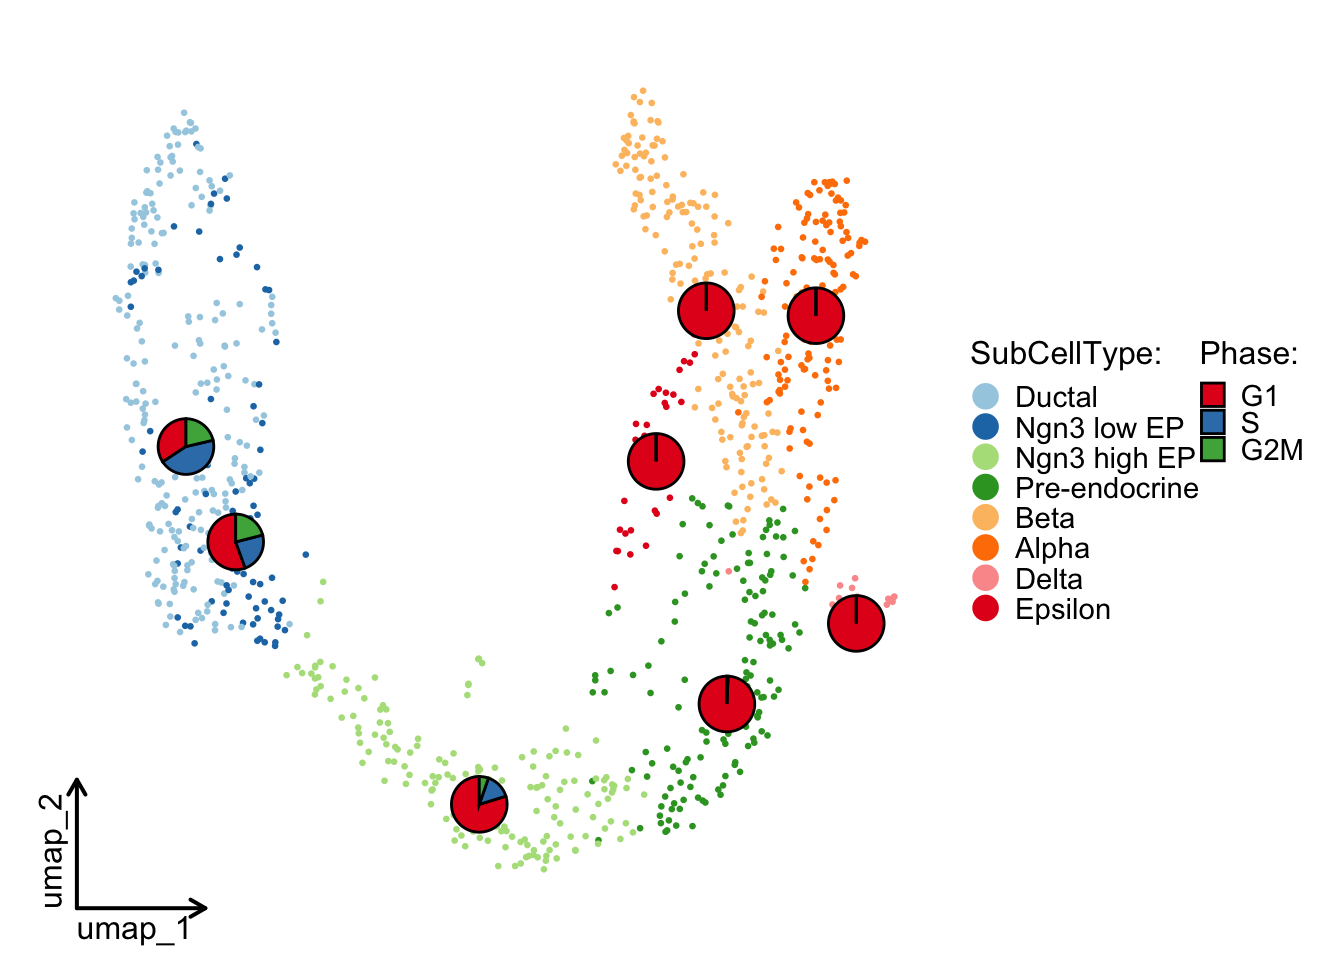 SubCellType:
Ductal
Ngn3 low EP
Ngn3 high EP
Pre-endocrine
Beta
Alpha
Delta
Epsilon
Phase:
G1
S
G2M
umap_2
umap_1